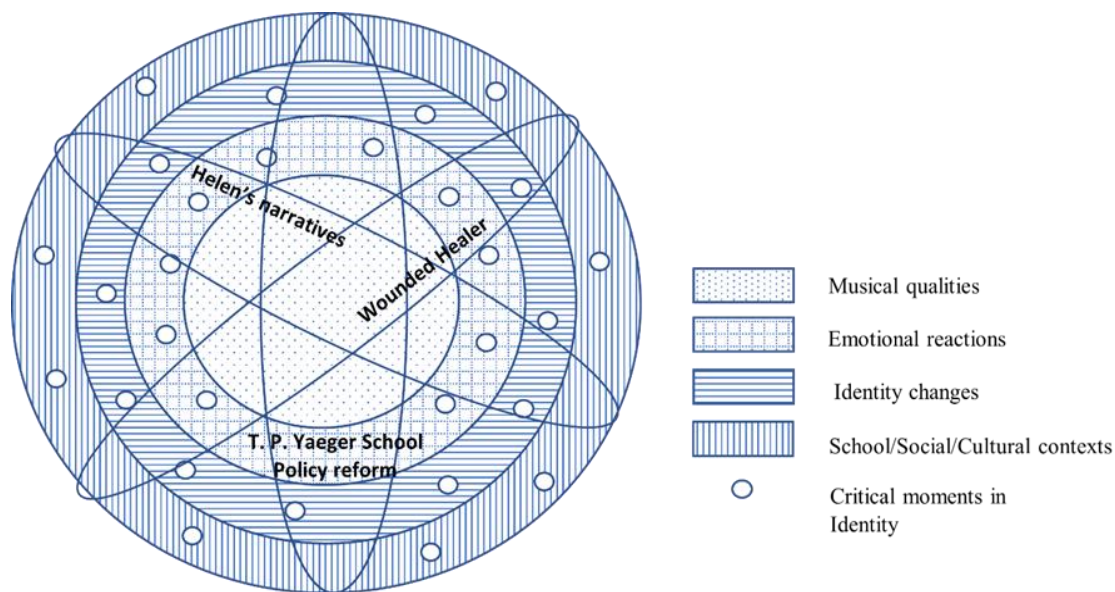 Helen's narratives
Wounded Healer
T. P. Yaeger School
Policy reform
Musical qualities
Emotional reactions
Identity changes
School/Social/Cultural contexts
Critical moments in
Identity